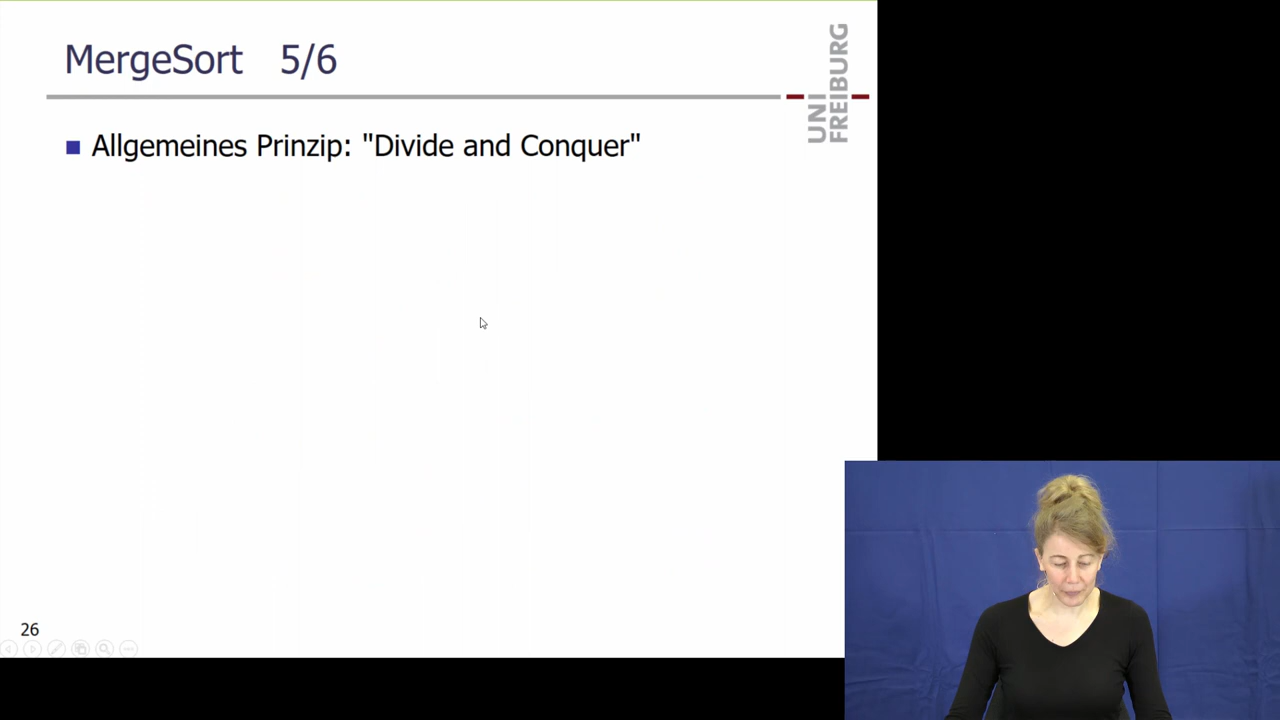 MergeSort 5/6
UNI
FREIBURG
Allgemeines Prinzip: "Divide and Conquer"
26